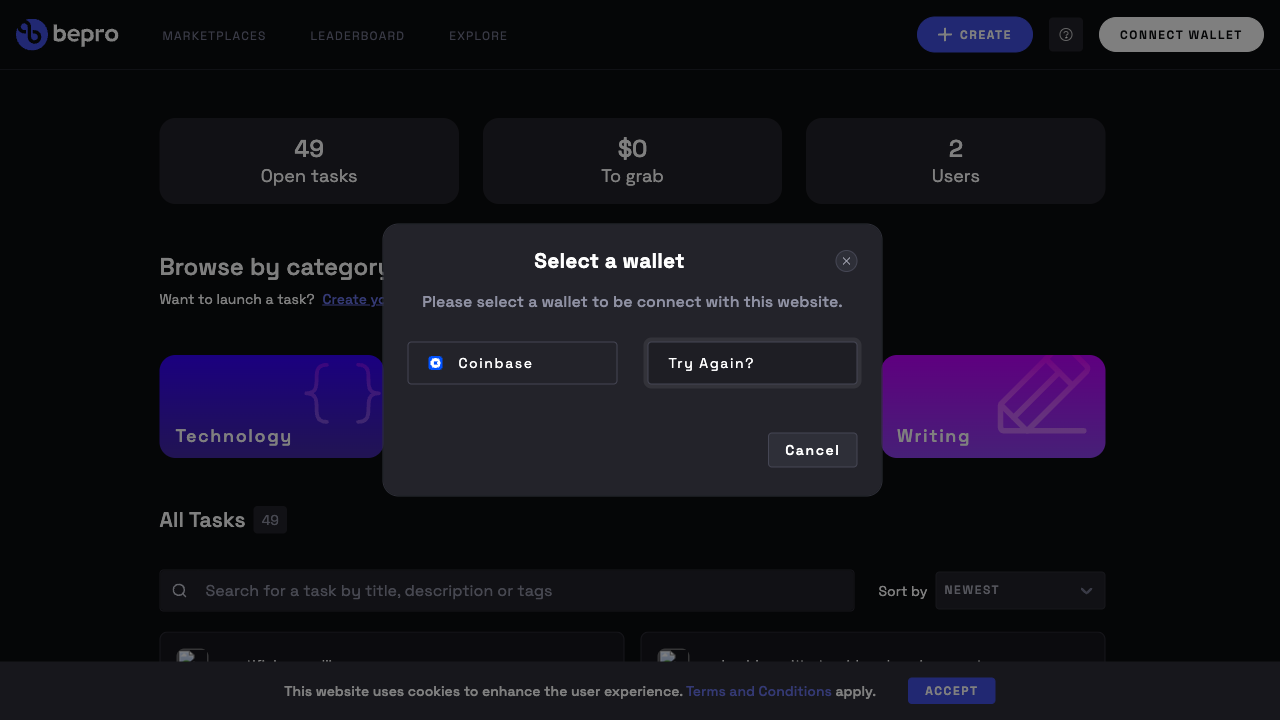 bepro
MARKETPLACES
LEADERBOARD
EXPLORE
CREATE
CONNECT WALLET
49
Open tasks
$0
To grab
2
Users
Browse by category
Want to launch a task? Create yo
Select a wallet
Please select a wallet to be connect with this website.
Coinbase
Try Again?
Cancel
Technology
Writing
All Tasks 49
Search for a task by title, description or tags
Sort by
NEWEST
This website uses cookies to enhance the user experience. Terms and Conditions apply.
ACCEPT